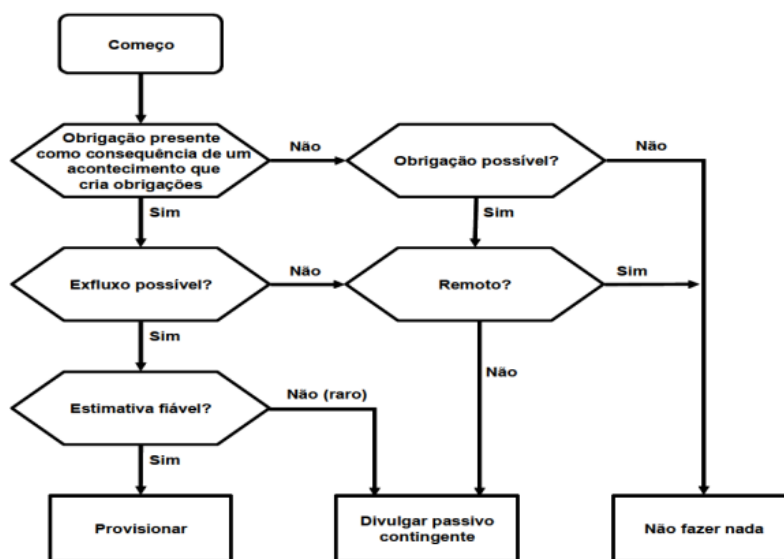 Começo
Obrigação presente
como consequência de um
acontecimento que
cria obrigações
Não
Obrigação possível?
Não
Sim
Sim
Exfluxo possível?
Não
Remoto?
Sim
Sim
Não
Estimativa fiável?
Não (raro)
Sim
Provisionar
Divulgar passivo
contingente
Não fazer nada